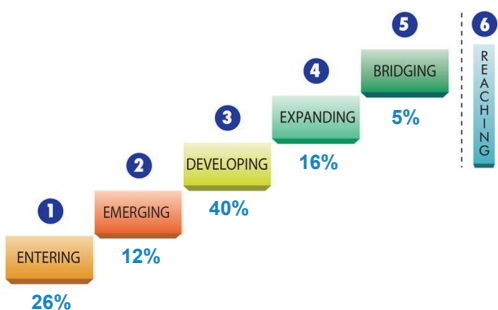 1
ENTERING
26%
2
EMERGING
12%
3
DEVELOPING
40%
4
EXPANDING
16%
5
BRIDGING
5%
6
REACHING